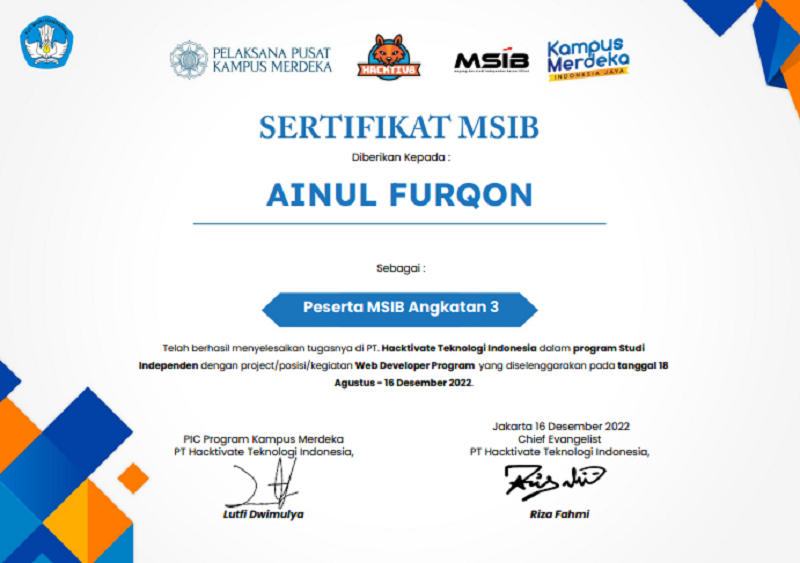 PELAKSANA PUSAT
KAMPUS MERDEKA
HACKTIV8
MSIB
Kampus
Merdeka
INDONESIA JAYA
SERTIFIKAT MSIB
Diberikan Kepada :
AINUL FURQON
Sebagai :
Peserta MSIB Angkatan 3
Telah berhasil menyelesaikan tugasnya di PT. Hacktivate Teknologi Indonesia dalam program Studi
Independen dengan project/posisi/kegiatan Web Developer Program yang diselenggarakan pada tanggal 18
Agustus - 16 Desember 2022.
PIC Program Kampus Merdeka
PT Hacktivate Teknologi Indonesia,
Lutfi Dwimulya
Jakarta 16 Desember 2022
Chief Evangelist
PT Hacktivate Teknologi Indonesia,
Riza Fahmi